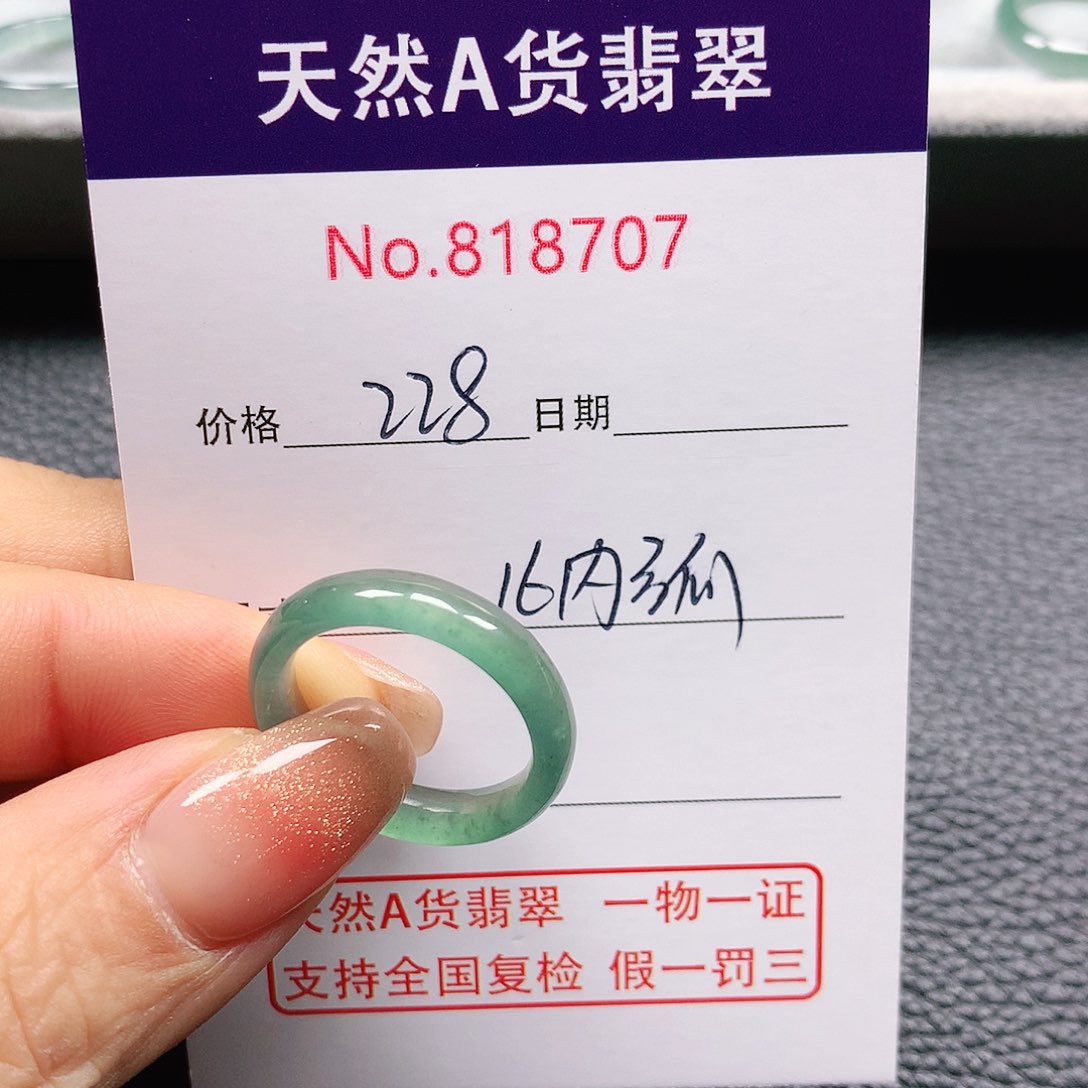 天然A货翡翠
No.818707
价格 228 日期
16内弧
天然A货翡翠 一物一证
支持全国复检 假一罚三